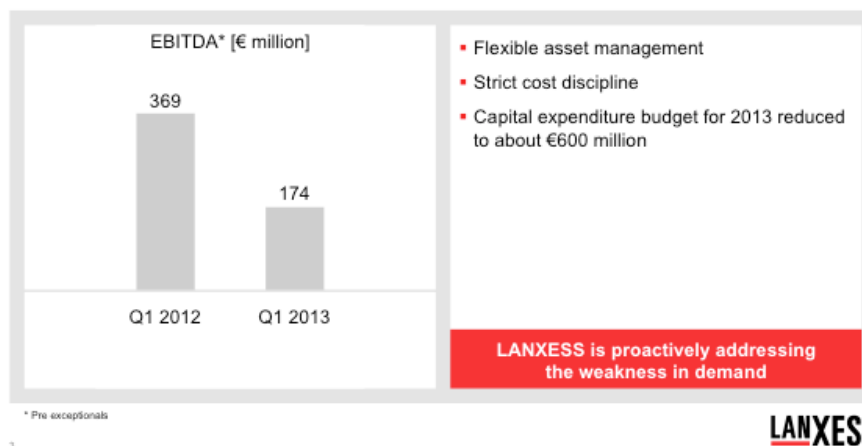 EBITDA* [€ million]
369
174
Q1 2012 Q1 2013
▪ Flexible asset management
▪ Strict cost discipline
▪ Capital expenditure budget for 2013 reduced
to about €600 million
LANXESS is proactively addressing
the weakness in demand
* Pre exceptionals
LANXES